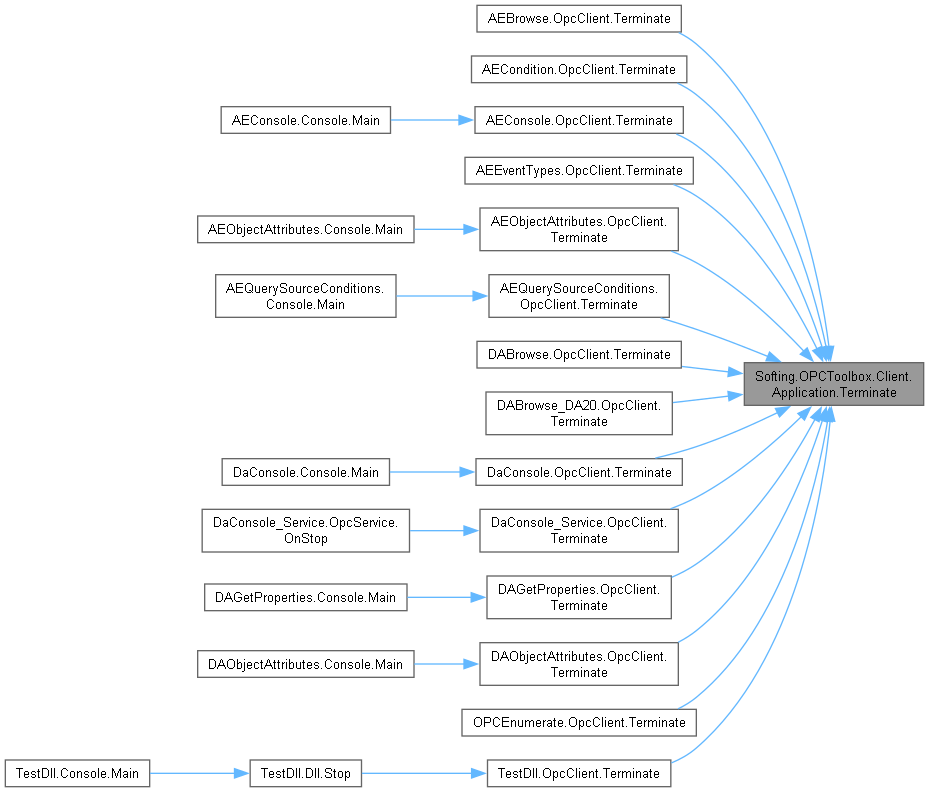 AEBrowse.OpcClient.Terminate
AECondition.OpcClient.Terminate
AEConsole.Console.Main
AEConsole.OpcClient.Terminate
AEEventTypes.OpcClient.Terminate
AEObjectAttributes.Console.Main
AEObjectAttributes.OpcClient.
Terminate
AEQuerySourceConditions.
Console.Main
AEQuerySourceConditions.
OpcClient.Terminate
DABrowse.OpcClient.Terminate
Softing.OPCToolbox.Client.
Application.Terminate
DABrowse_DA20.OpcClient.
Terminate
DaConsole.Console.Main
DaConsole.OpcClient.Terminate
DaConsole_Service.OpcService.
OnStop
DaConsole_Service.OpcClient.
Terminate
DAGetProperties.Console.Main
DAGetProperties.OpcClient.
Terminate
DAObjectAttributes.Console.Main
DAObjectAttributes.OpcClient.
Terminate
OPCEnumerate.OpcClient.Terminate
TestDll.Console.Main
TestDll.Dll.Stop
TestDll.OpcClient.Terminate